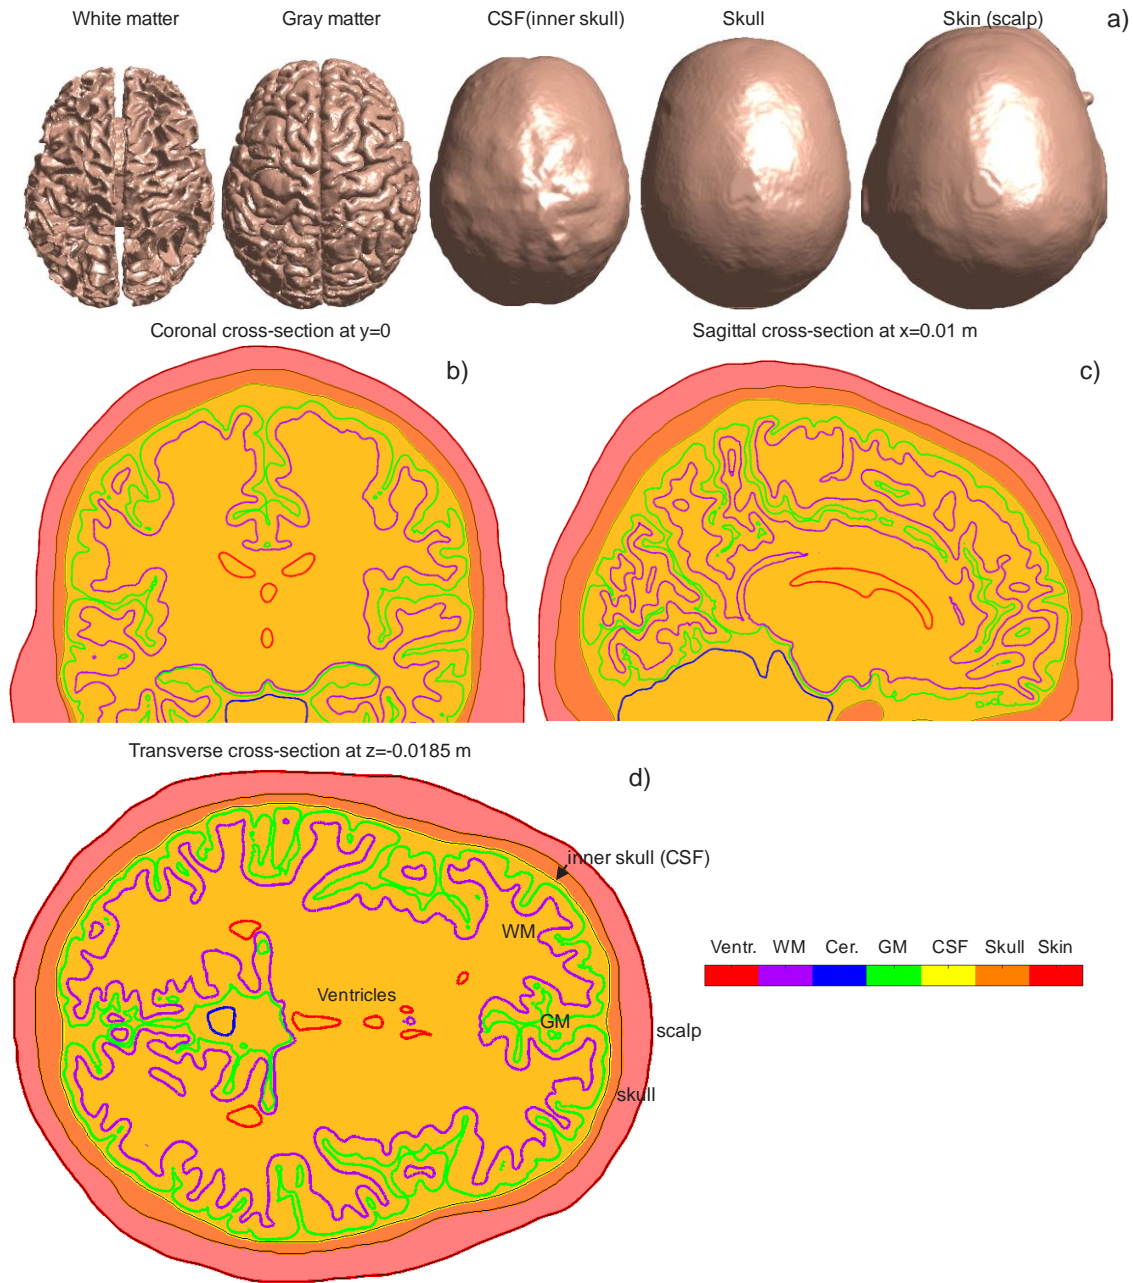 White matter Gray matter CSF(inner skull) Skull Skin (scalp) a)
Coronal cross-section at y=0 Sagittal cross-section at x=0.01 m
b) c)
Transverse cross-section at z=-0.0185 m
d)
inner skull (CSF)
WM
Ventr. WM Cer. GM CSF Skull Skin
Ventricles
GM
scalp
skull